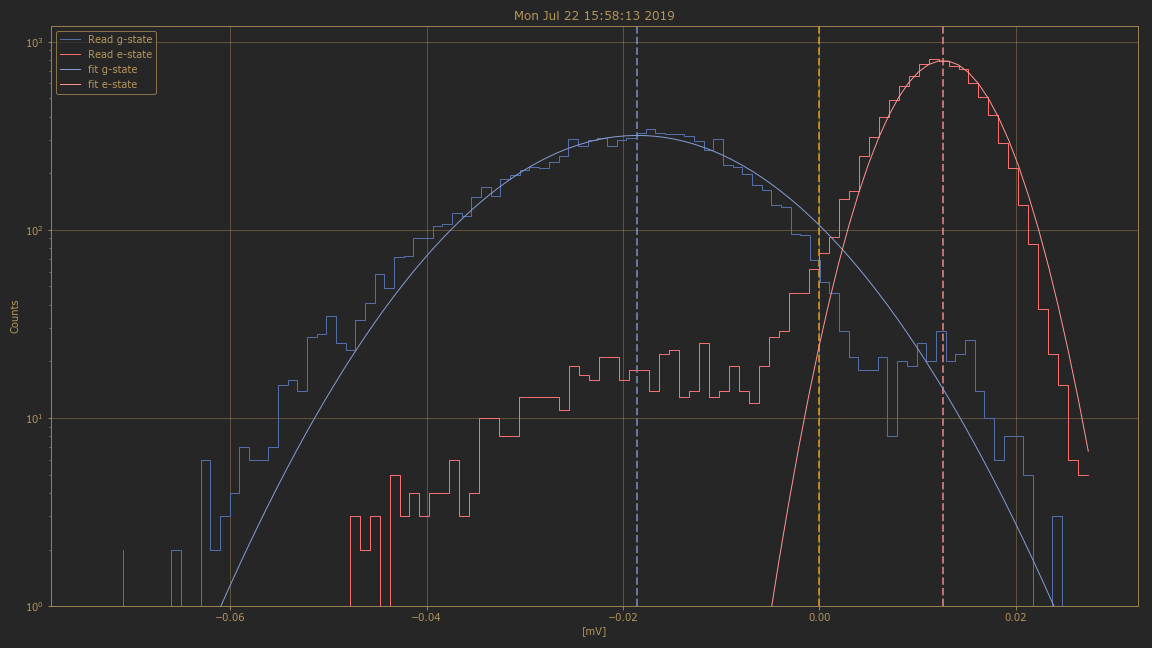 Mon Jul 22 15:58:13 2019
Read g-state
Read e-state
fit g-state
fit e-state
10³
10²
10¹
10⁰
Counts
−0.06
−0.04
−0.02
0.00
0.02
[mV]